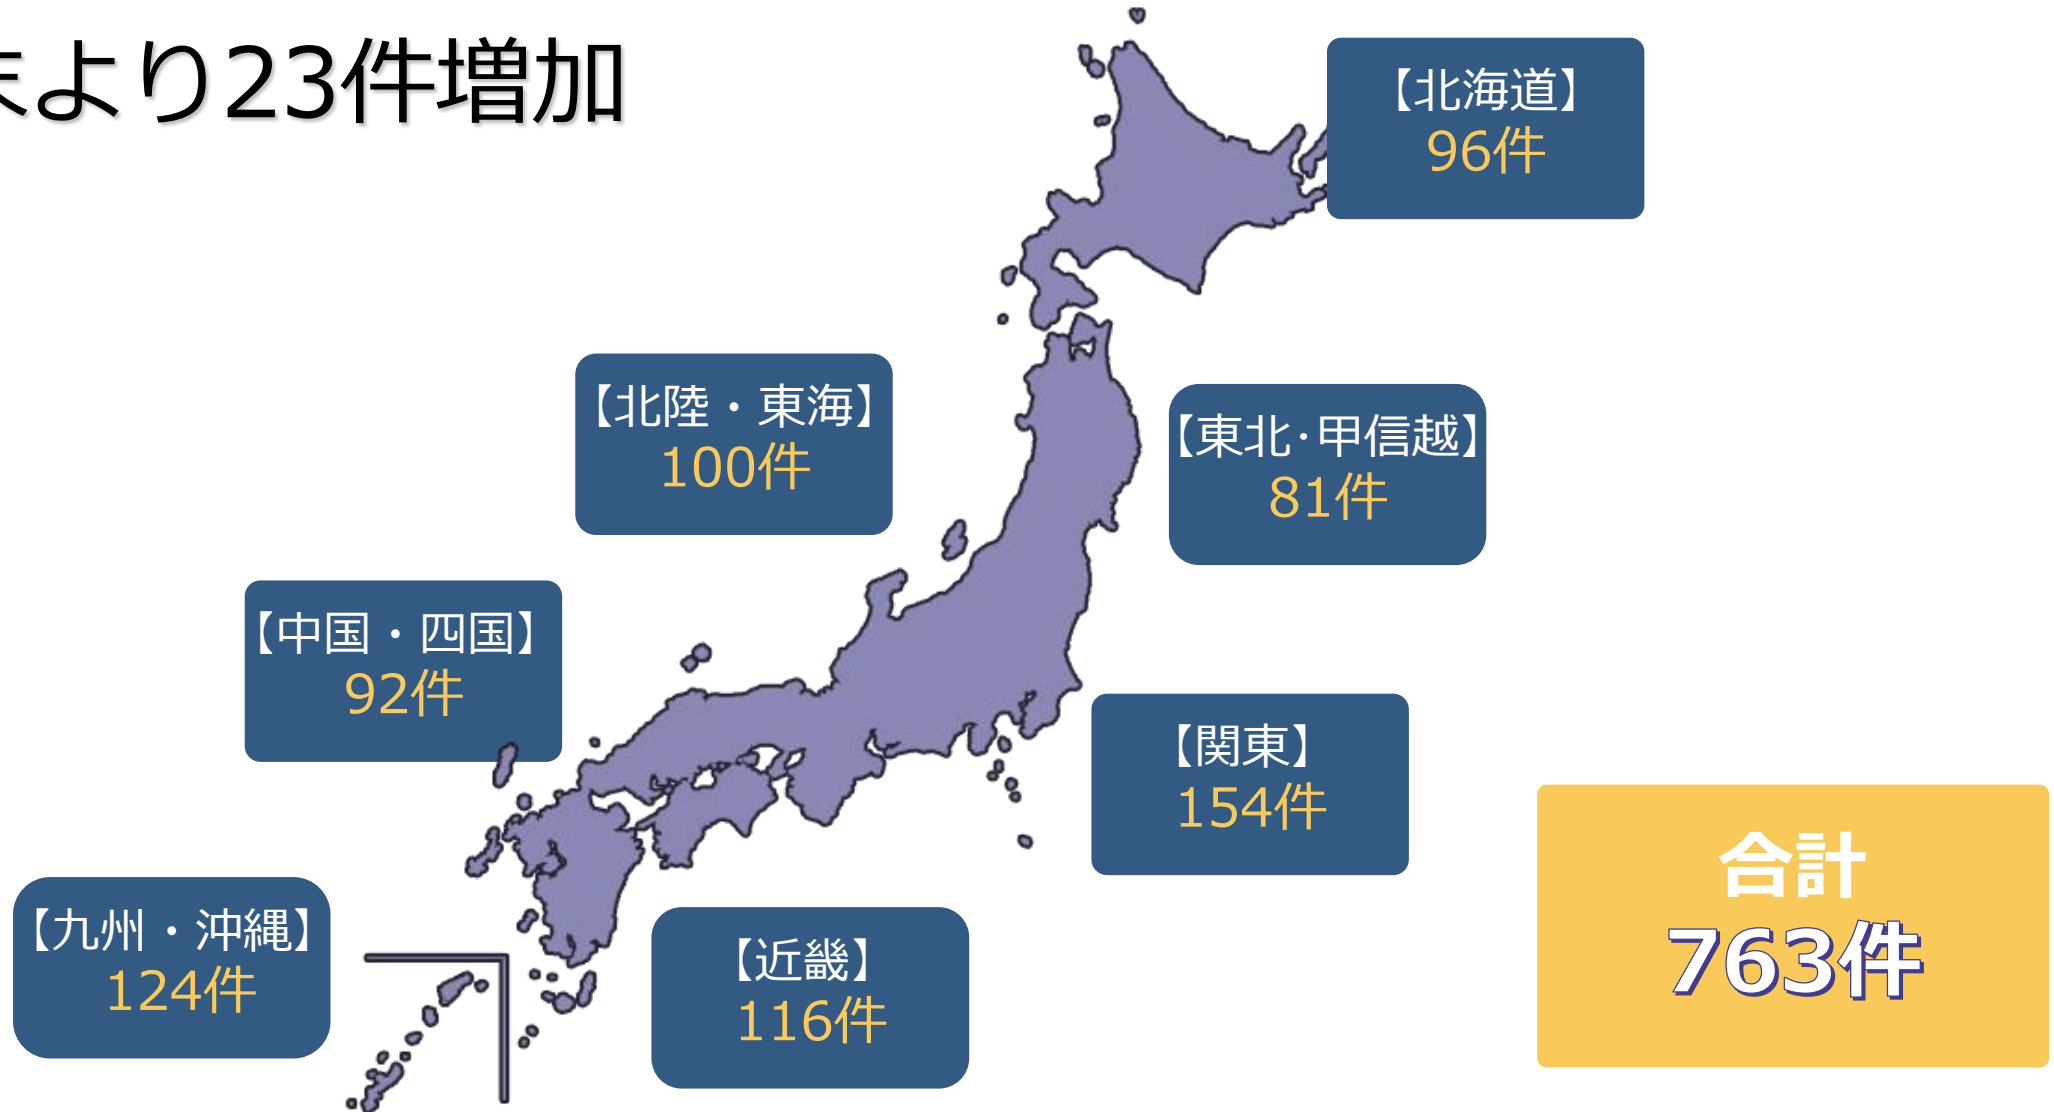 より23件増加
【北海道】
96件
【北陸・東海】
100件
【東北・甲信越】
81件
【中国・四国】
92件
【関東】
154件
【九州・沖縄】
124件
【近畿】
116件
合計
763件